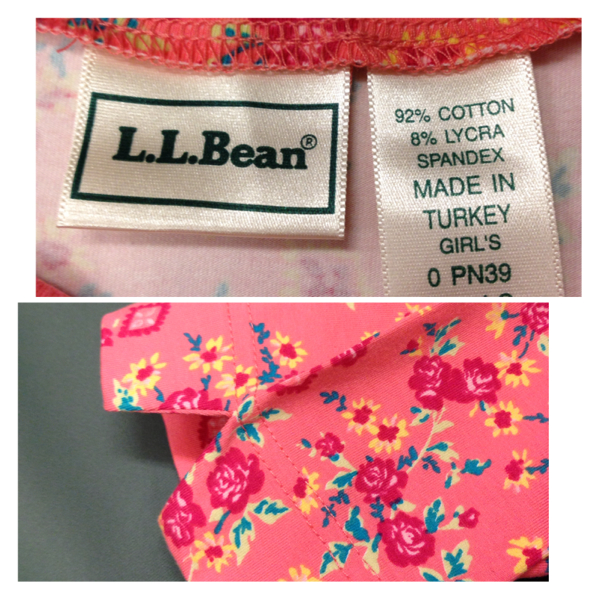 L.L.Bean®
92% COTTON
8% LYCRA
SPANDEX
MADE IN
TURKEY
GIRL'S
0 PN39